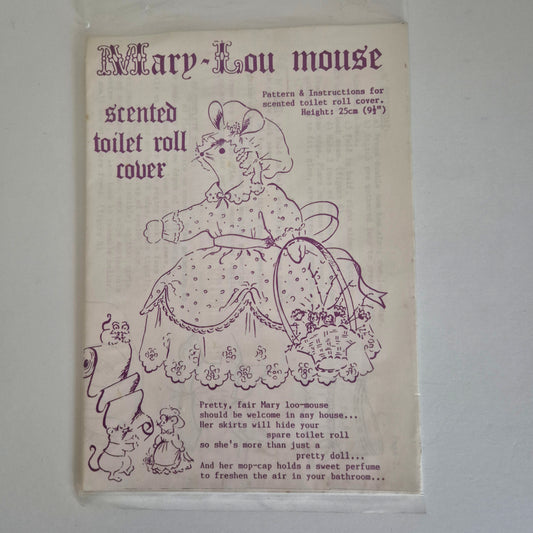 Mary-Lou mouse
Pattern & Instructions for
scented toilet roll cover.
Height: 25cm (9½")
scented
toilet roll
cover
Pretty, fair Mary loo-mouse
should be welcome in any house...
Her skirts will hide your
spare toilet roll
so she's more than just a
pretty doll...
And her mop-cap holds a sweet perfume
to freshen the air in your bathroom...